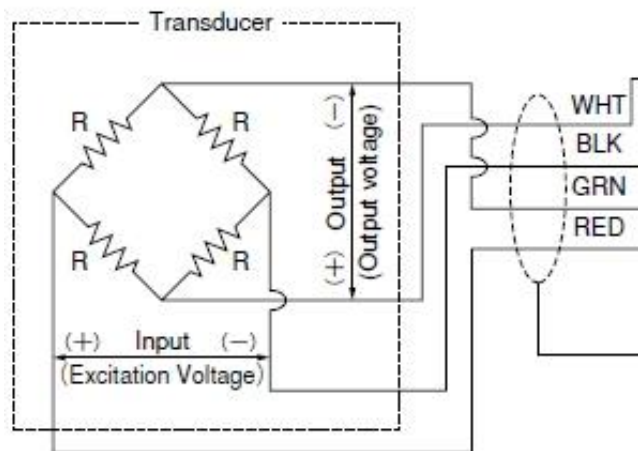 Transducer
R
R
R
R
(+) Output (−)
(Output voltage)
(+) Input (−)
(Excitation Voltage)
WHT
BLK
GRN
RED